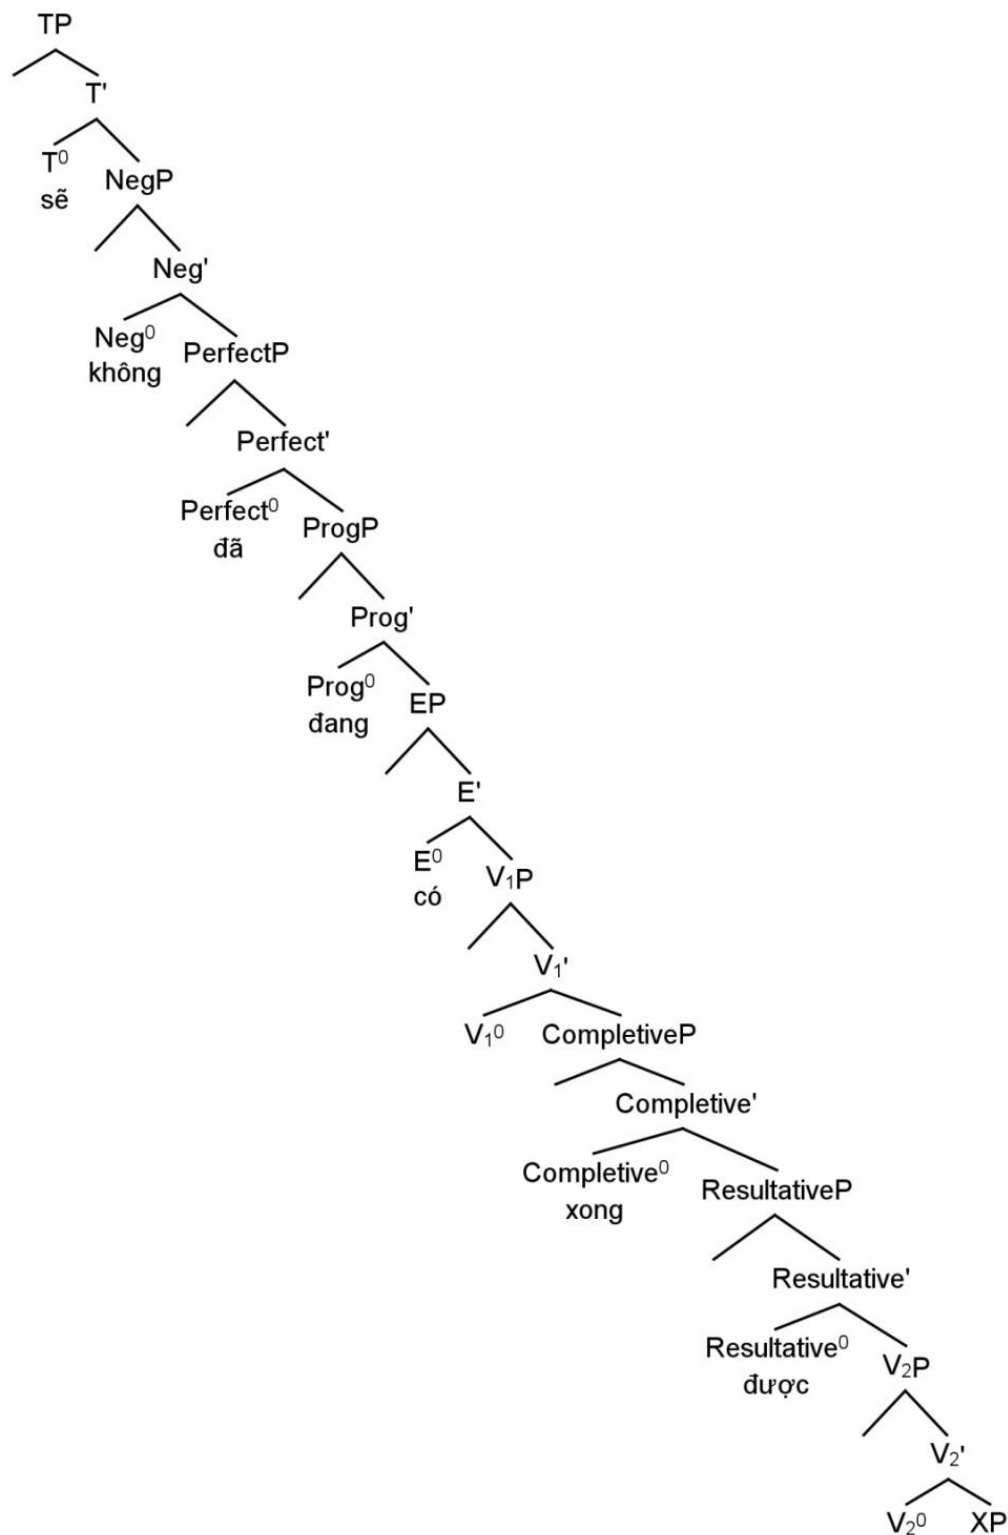 TP
T'
T⁰
sẽ
NegP
Neg'
Neg⁰
không
PerfectP
Perfect'
Perfect⁰
đã
ProgP
Prog'
Prog⁰
đang
EP
E'
E⁰
có
V₁P
V₁'
V₁⁰ CompletiveP
Completive'
Completive⁰
xong
ResultativeP
Resultative'
Resultative⁰
được
V₂P
V₂'
V₂⁰ XP